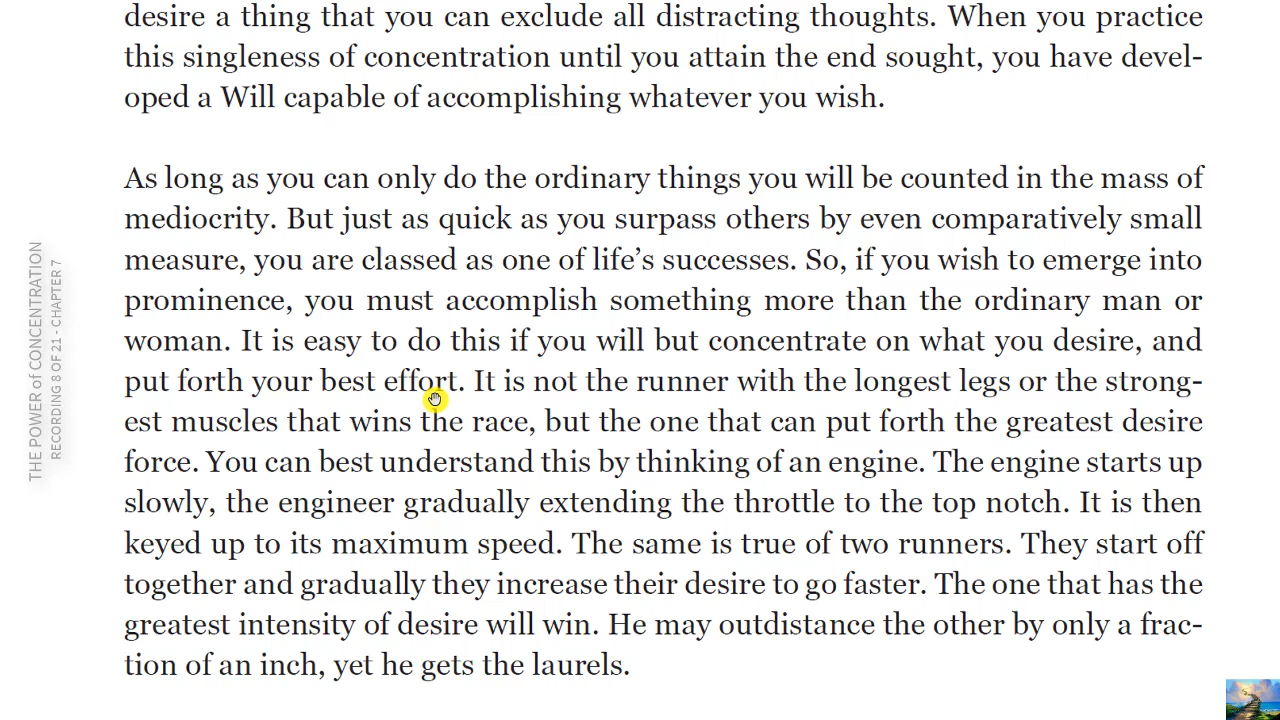 desire a thing that you can exclude all distracting thoughts. When you practice
this singleness of concentration until you attain the end sought, you have devel-
oped a Will capable of accomplishing whatever you wish.
As long as you can only do the ordinary things you will be counted in the mass of
mediocrity. But just as quick as you surpass others by even comparatively small
measure, you are classed as one of life’s successes. So, if you wish to emerge into
prominence, you must accomplish something more than the ordinary man or
woman. It is easy to do this if you will but concentrate on what you desire, and
put forth your best effort. It is not the runner with the longest legs or the strong-
est muscles that wins the race, but the one that can put forth the greatest desire
force. You can best understand this by thinking of an engine. The engine starts up
slowly, the engineer gradually extending the throttle to the top notch. It is then
keyed up to its maximum speed. The same is true of two runners. They start off
together and gradually they increase their desire to go faster. The one that has the
greatest intensity of desire will win. He may outdistance the other by only a frac-
tion of an inch, yet he gets the laurels.
THE POWER of CONCENTRATION
RECORDING 8 OF 21 - CHAPTER 7